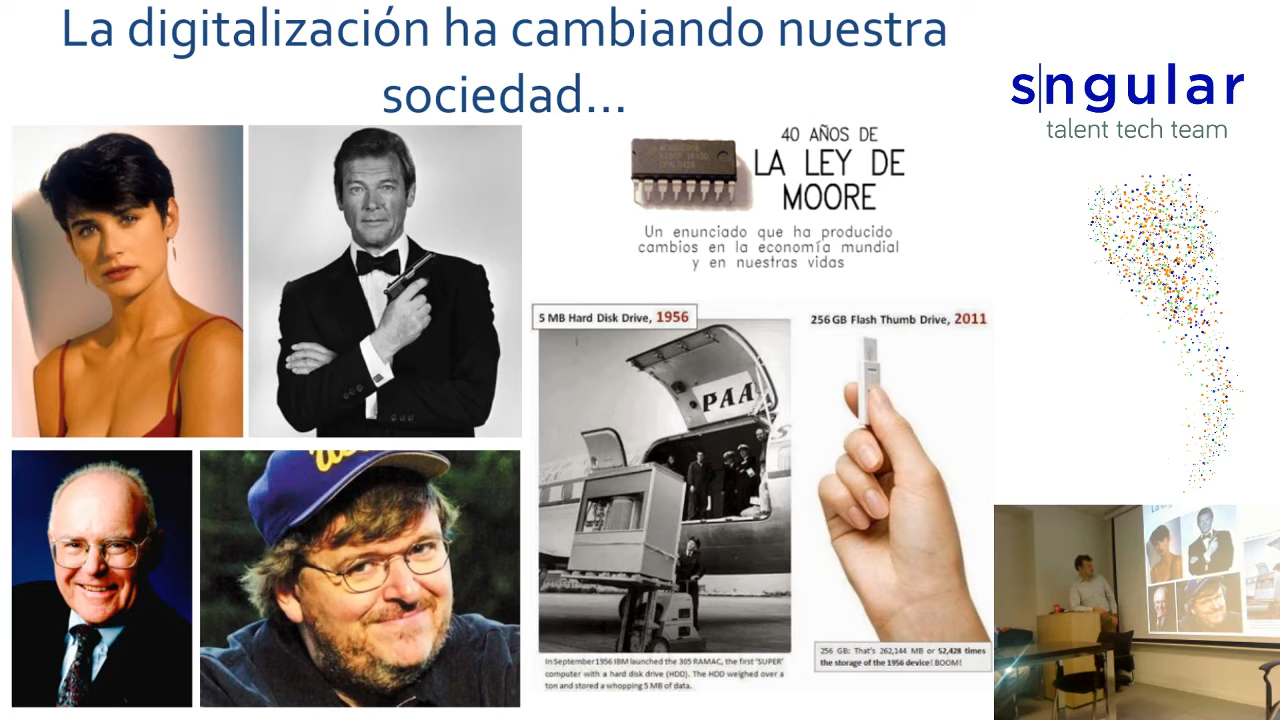 La digitalización ha cambiando nuestra
sociedad...
sngular
talent tech team
40 AÑOS DE
LA LEY DE
MOORE
Un enunciado que ha producido
cambios en la economía mundial
y en nuestras vidas
5 MB Hard Disk Drive, 1956
256 GB Flash Thumb Drive, 2011
PAA
In September 1956 IBM launched the 305 RAMAC, the first 'SUPER'
computer with a hard disk drive (HDD). The HDD weighed over a
ton and stored a whopping 5 MB of data.
256 GB: That's 262,144 MB or 52,428 times
the storage of the 1956 device! BOOM!